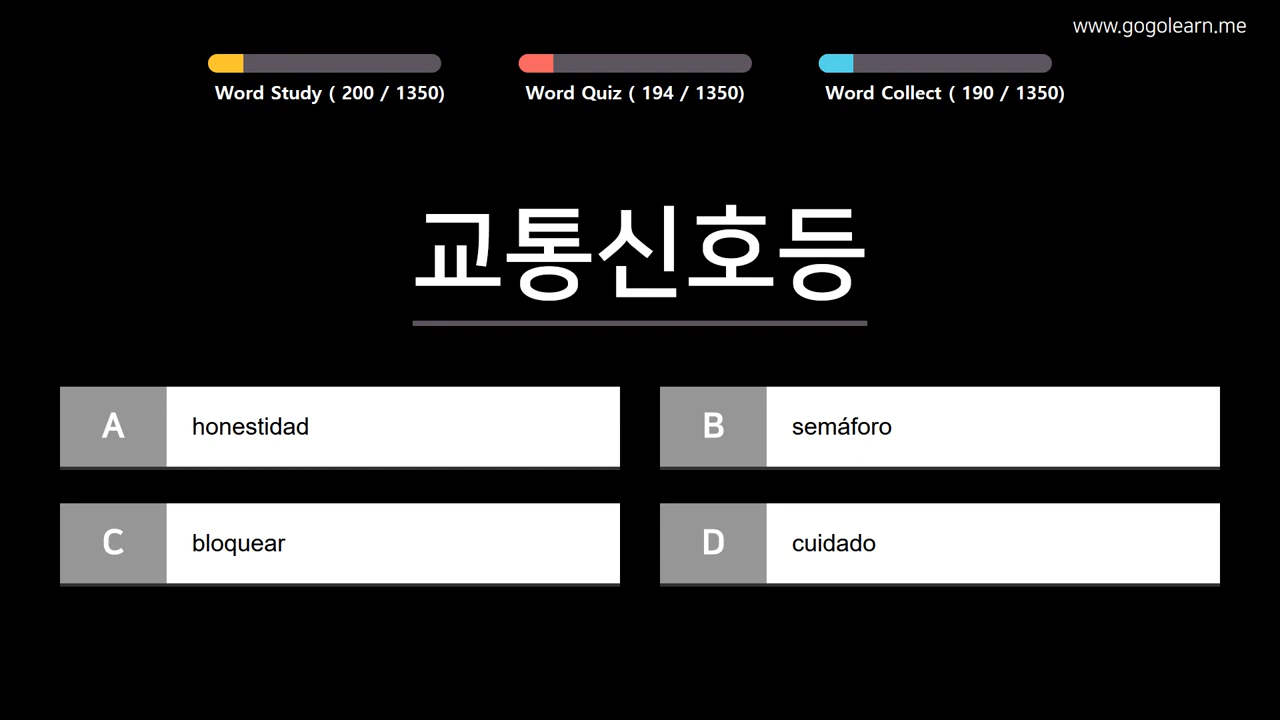 www.gogolearn.me
Word Study ( 200 / 1350)
Word Quiz ( 194 / 1350)
Word Collect ( 190 / 1350)
교통신호등
A honestidad
B semáforo
C bloquear
D cuidado